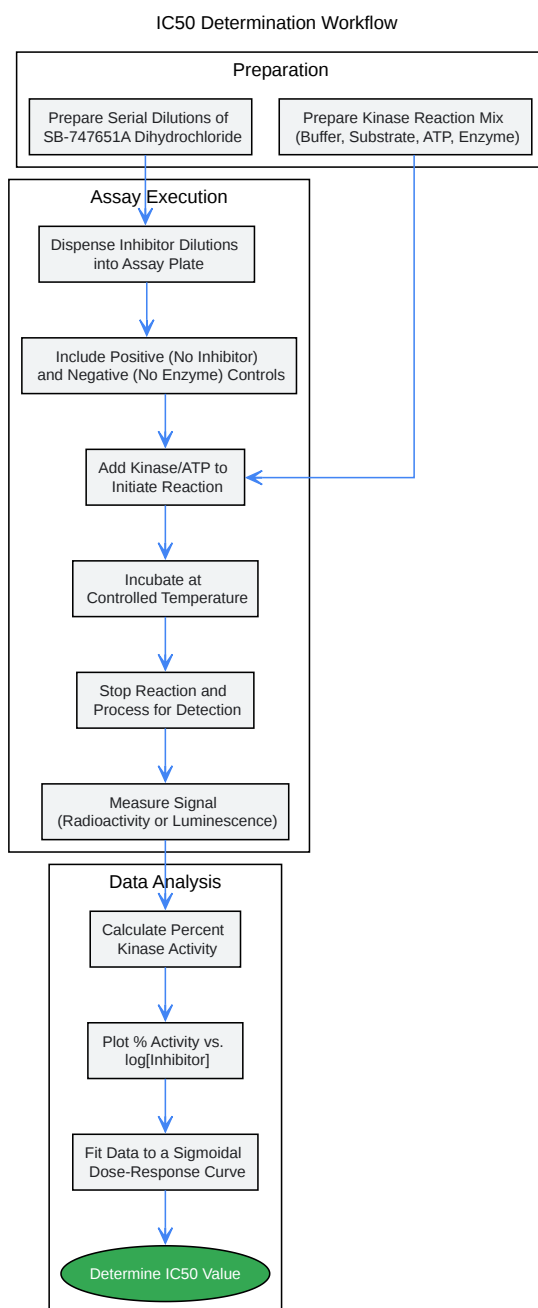 IC50 Determination Workflow
Preparation
Prepare Serial Dilutions of
SB-747651A Dihydrochloride
Prepare Kinase Reaction Mix
(Buffer, Substrate, ATP, Enzyme)
Assay Execution
Dispense Inhibitor Dilutions
into Assay Plate
Include Positive (No Inhibitor)
and Negative (No Enzyme) Controls
Add Kinase/ATP to
Initiate Reaction
Incubate at
Controlled Temperature
Stop Reaction and
Process for Detection
Measure Signal
(Radioactivity or Luminescence)
Data Analysis
Calculate Percent
Kinase Activity
Plot % Activity vs.
log[Inhibitor]
Fit Data to a Sigmoidal
Dose-Response Curve
Determine IC50 Value